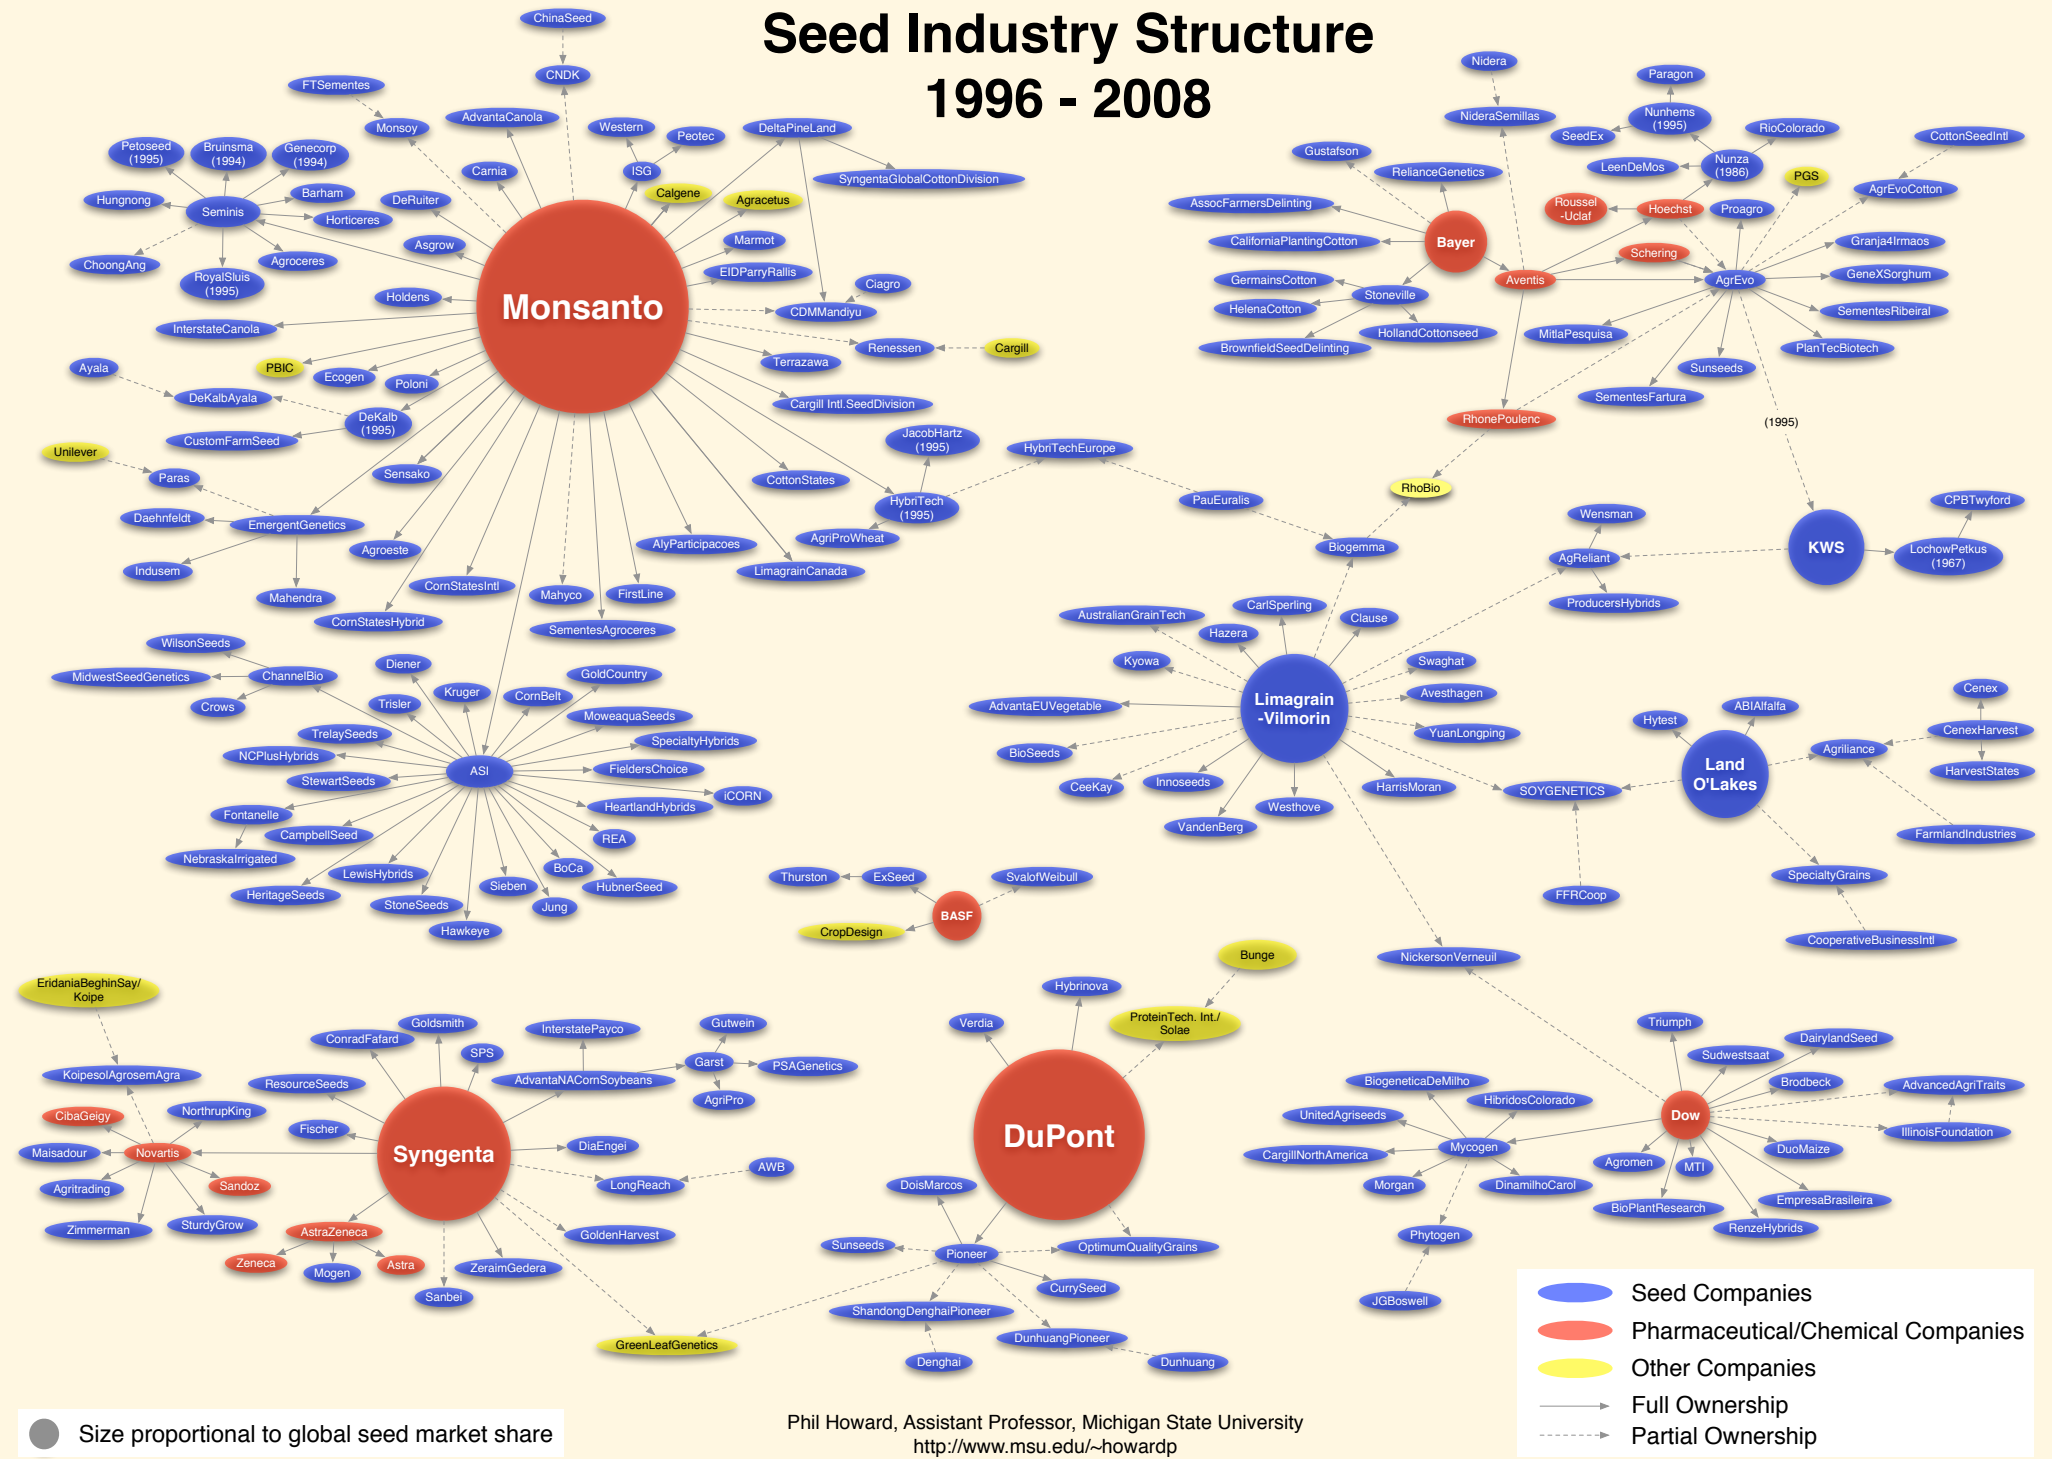 Seed Industry Structure
1996 - 2008
ChinaSeed
CNDK
FTSementes
Monsoy
AdvantaCanola
Carnia
DeRuiter
Asgrow
Holdens
InterstateCanola
PBIC
Ecogen
Poloni
Petoseed
(1995)
Bruinsma
(1994)
Genecorp
(1994)
Hungnong
Seminis
Barham
Horticeres
ChoongAng
RoyalSluis
(1995)
Agroceres
Western
Peotec
ISG
Calgene
Agracetus
DeltaPineLand
SyngentaGlobalCottonDivision
Marmot
EIDParryRallis
Ciagro
CDMMandiyu
Renessen
Cargill
Terrazawa
Cargill Intl.SeedDivision
Monsanto
Ayala
DeKalbAyala
DeKalb
(1995)
CustomFarmSeed
Unilever
Paras
Daehnfeldt
EmergentGenetics
Indusem
Mahendra
Sensako
Agroeste
CornStatesHybrid
CornStatesIntl
Mahyco
SementesAgroceres
FirstLine
AlyParticipacoes
LimagrainCanada
CottonStates
JacobHartz
(1995)
HybriTech
(1995)
AgriProWheat
HybriTechEurope
PauEuralis
Biogemma
RhoBio
WilsonSeeds
MidwestSeedGenetics
ChannelBio
Crows
Diener
Trisler
Kruger
CornBelt
GoldCountry
MoweaquaSeeds
SpecialtyHybrids
FieldersChoice
iCORN
HeartlandHybrids
REA
BoCa
HubnerSeed
Jung
Sieben
Hawkeye
StoneSeeds
LewisHybrids
HeritageSeeds
CampbellSeed
NebraskaIrrigated
Fontanelle
StewartSeeds
NCPlusHybrids
TrelaySeeds
ASI
Nidera
NideraSemillas
Gustafson
RelianceGenetics
AssocFarmersDelinting
CaliforniaPlantingCotton
Bayer
GermainsCotton
Stoneville
HelenaCotton
HollandCottonseed
BrownfieldSeedDelinting
Aventis
Paragon
Nunhems
(1995)
SeedEx
RioColorado
LeenDeMos
Nunza
(1986)
CottonSeedIntl
PGS
AgrEvoCotton
Roussel
-Uclaf
Hoechst
Proagro
Schering
AgrEvo
Granja4Irmaos
GeneXSorghum
SementesRibeiral
PlanTecBiotech
MitlaPesquisa
Sunseeds
SementesFartura
RhonePoulenc
(1995)
KWS
CPBTwyford
LochowPetkus
(1967)
Wensman
AgReliant
ProducersHybrids
AustralianGrainTech
CarlSperling
Hazera
Clause
Kyowa
Swaghat
Avesthagen
YuanLongping
AdvantaEUVegetable
BioSeeds
CeeKay
Innoseeds
VandenBerg
Westhove
HarrisMoran
Limagrain
-Vilmorin
SOYGENETICS
FFRCoop
Hytest
ABIAlfalfa
Land
O'Lakes
Agriliance
Cenex
CenexHarvest
HarvestStates
FarmlandIndustries
SpecialtyGrains
CooperativeBusinessIntl
Thurston
ExSeed
SvalofWeibull
BASF
CropDesign
NickersonVerneuil
EridaniaBeghinSay/
Koipe
KoipesolAgrosemAgra
CibaGeigy
NorthrupKing
Maisadour
Novartis
Agritrading
Sandoz
Zimmerman
SturdyGrow
ConradFafard
Goldsmith
SPS
ResourceSeeds
Fischer
InterstatePayco
AdvantaNACornSoybeans
Gutwein
Garst
PSAGenetics
AgriPro
Syngenta
DiaEngei
LongReach
AWB
GoldenHarvest
ZeraimGedera
Sanbei
AstraZeneca
Zeneca
Mogen
Astra
GreenLeafGenetics
Bunge
Hybrinova
Verdia
ProteinTech. Int./
Solae
DuPont
DoisMarcos
Sunseeds
Pioneer
OptimumQualityGrains
CurrySeed
ShandongDenghaiPioneer
DunhuangPioneer
Denghai
Dunhuang
Triumph
Sudwestsaat
DairylandSeed
Brodbeck
AdvancedAgriTraits
IllinoisFoundation
Dow
DuoMaize
Agromen
MTI
EmpresaBrasileira
BioPlantResearch
RenzeHybrids
BiogeneticaDeMilho
HibridosColorado
UnitedAgriseeds
CargillNorthAmerica
Mycogen
Morgan
DinamilhoCarol
Phytogen
JGBoswell
Seed Companies
Pharmaceutical/Chemical Companies
Other Companies
Full Ownership
Partial Ownership
Size proportional to global seed market share
Phil Howard, Assistant Professor, Michigan State University
http://www.msu.edu/~howardp